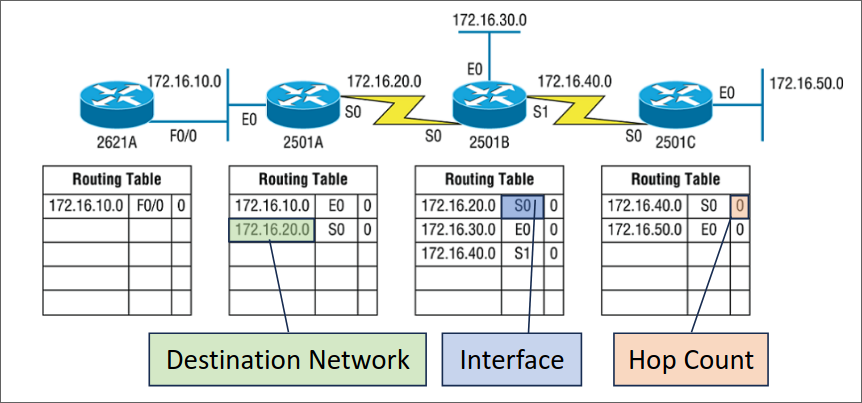 172.16.30.0
E0
172.16.10.0
172.16.20.0
172.16.40.0
172.16.50.0
F0/0
E0
S0
S0
S1
S0
E0
2621A
2501A
2501B
2501C
Routing Table
172.16.10.0 F0/0 0
Routing Table
172.16.10.0 E0 0
172.16.20.0 S0 0
Routing Table
172.16.20.0 S0 0
172.16.30.0 E0 0
172.16.40.0 S1 0
Routing Table
172.16.40.0 S0 0
172.16.50.0 E0 0
Destination Network
Interface
Hop Count